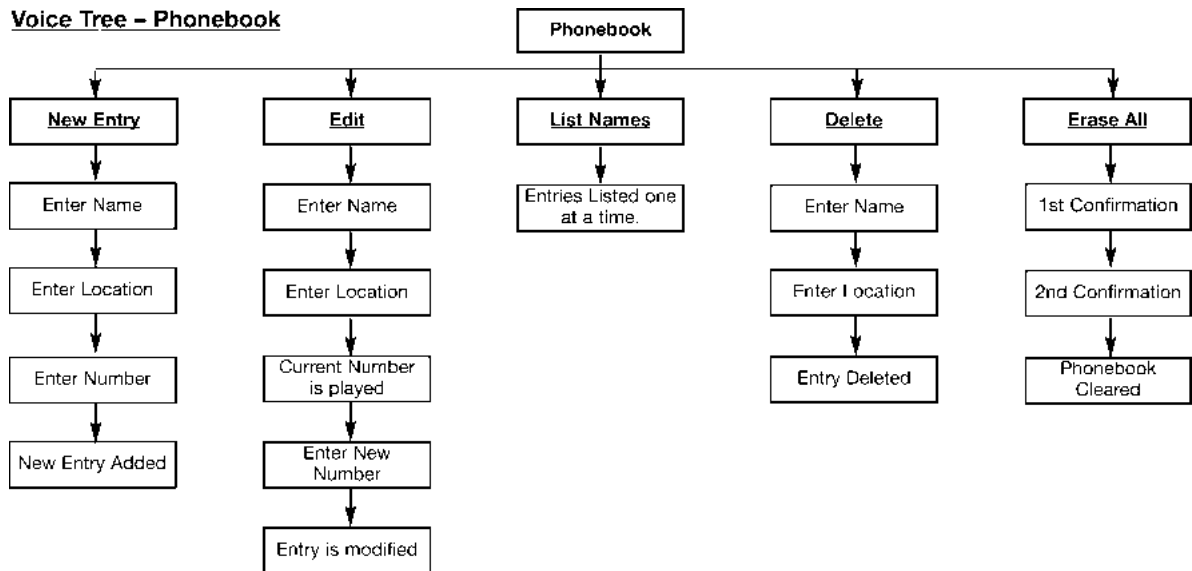 Voice Tree – Phonebook
Phonebook
New Entry
Edit
List Names
Delete
Erase All
Enter Name
Enter Name
Entries Listed one
at a time.
Enter Name
1st Confirmation
Enter Location
Enter Location
Enter Location
2nd Confirmation
Enter Number
Current Number
is played
Entry Deleted
Phonebook
Cleared
New Entry Added
Enter New
Number
Entry is modified